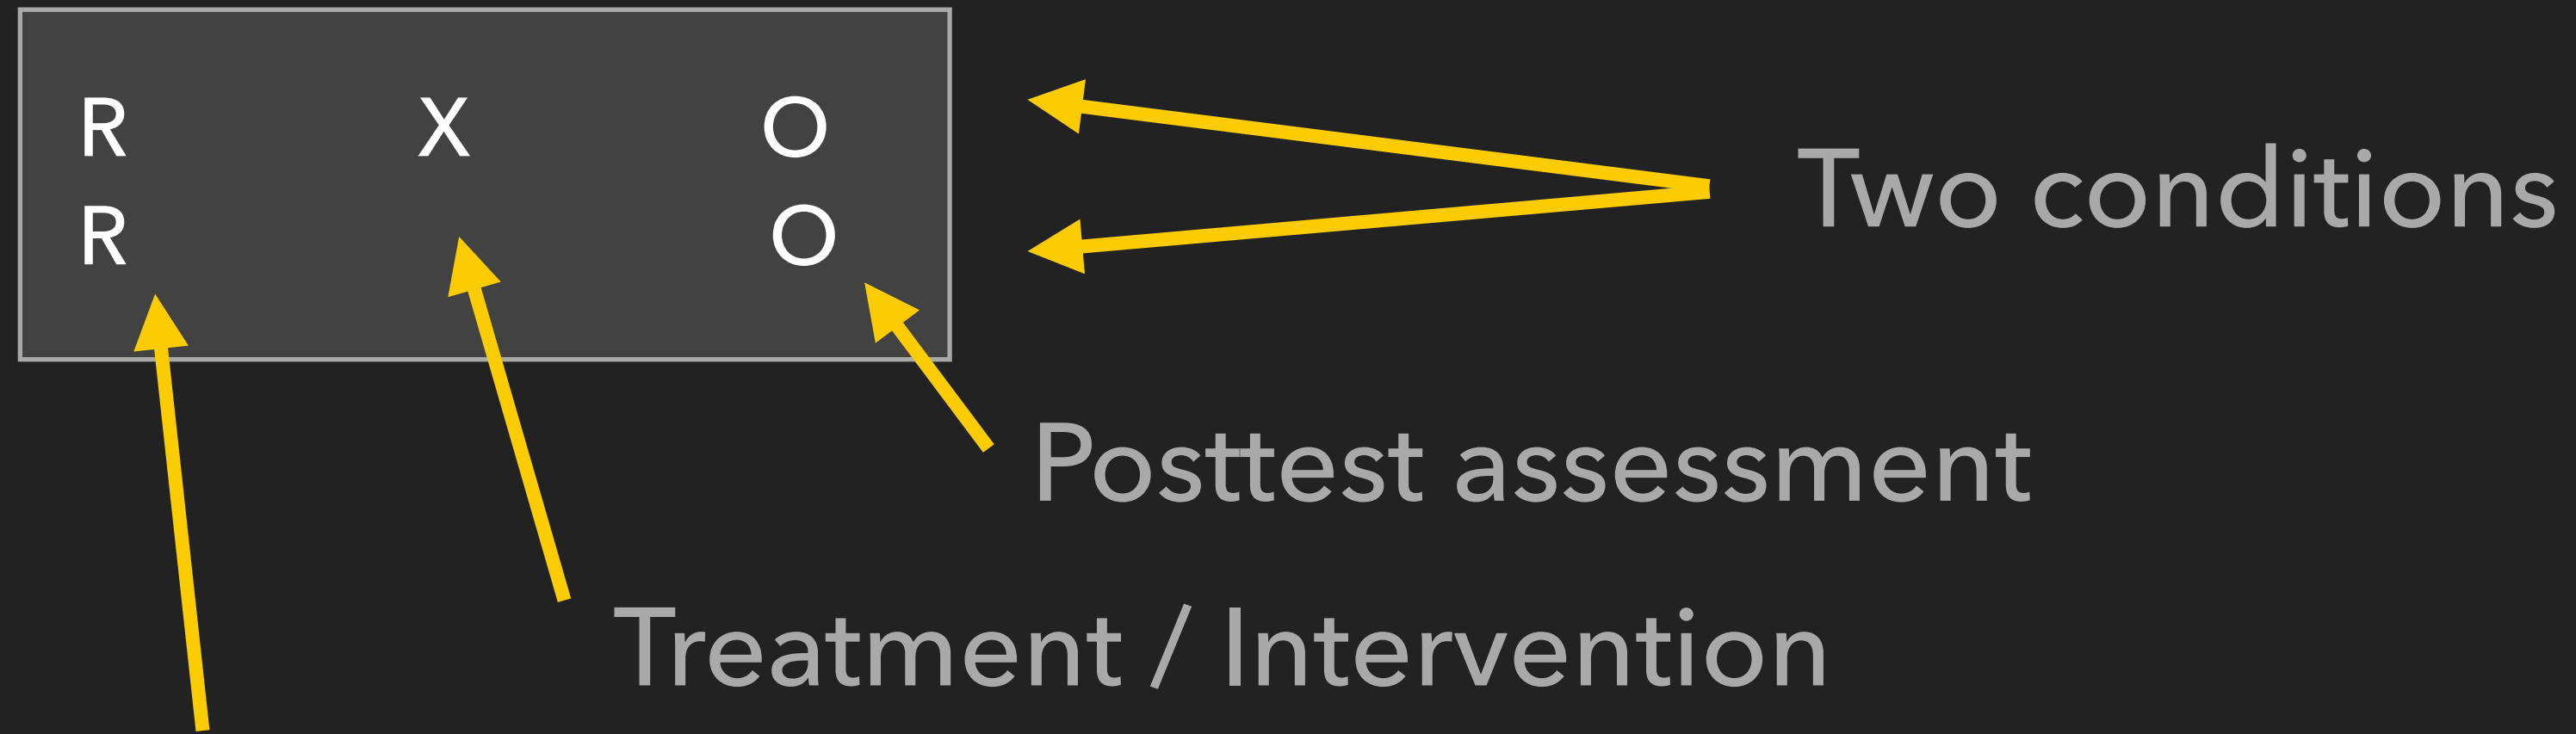 R X O
R O
Two conditions
Posttest assessment
Treatment / Intervention